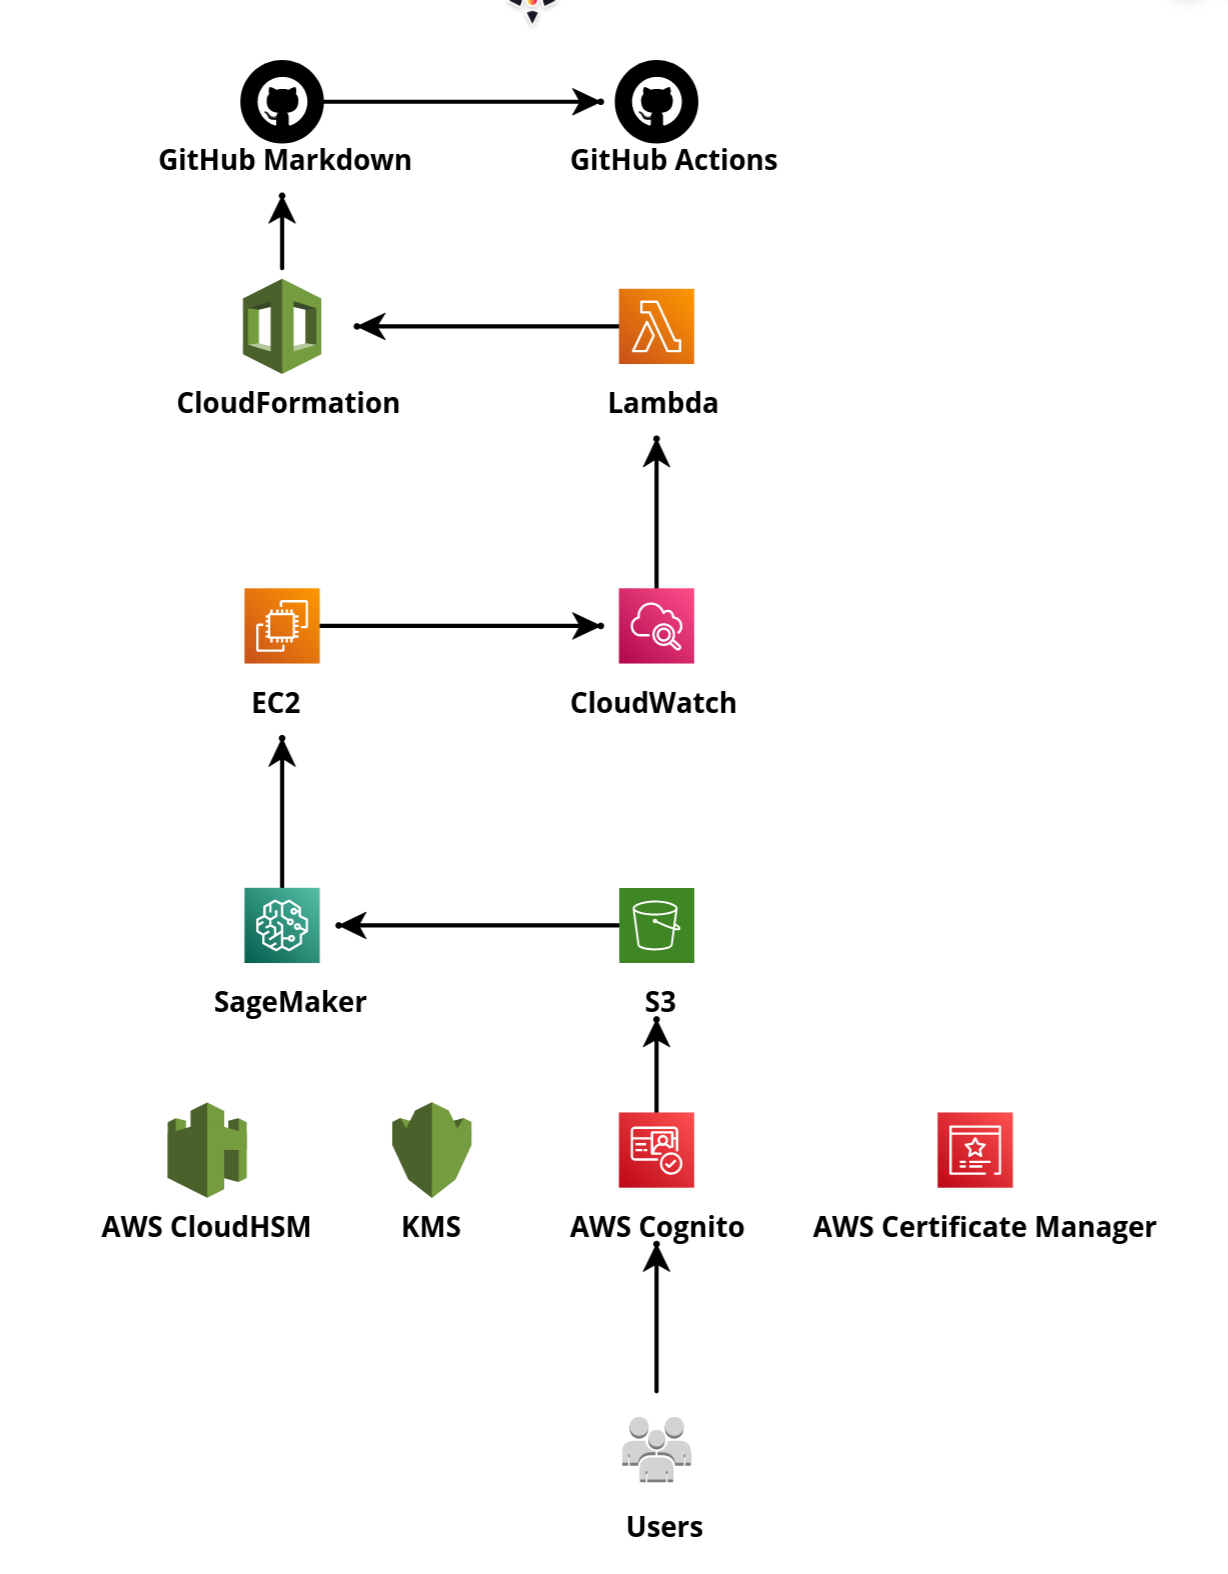 GitHub Markdown
GitHub Actions
CloudFormation
Lambda
EC2
CloudWatch
SageMaker
S3
AWS CloudHSM
KMS
AWS Cognito
AWS Certificate Manager
Users